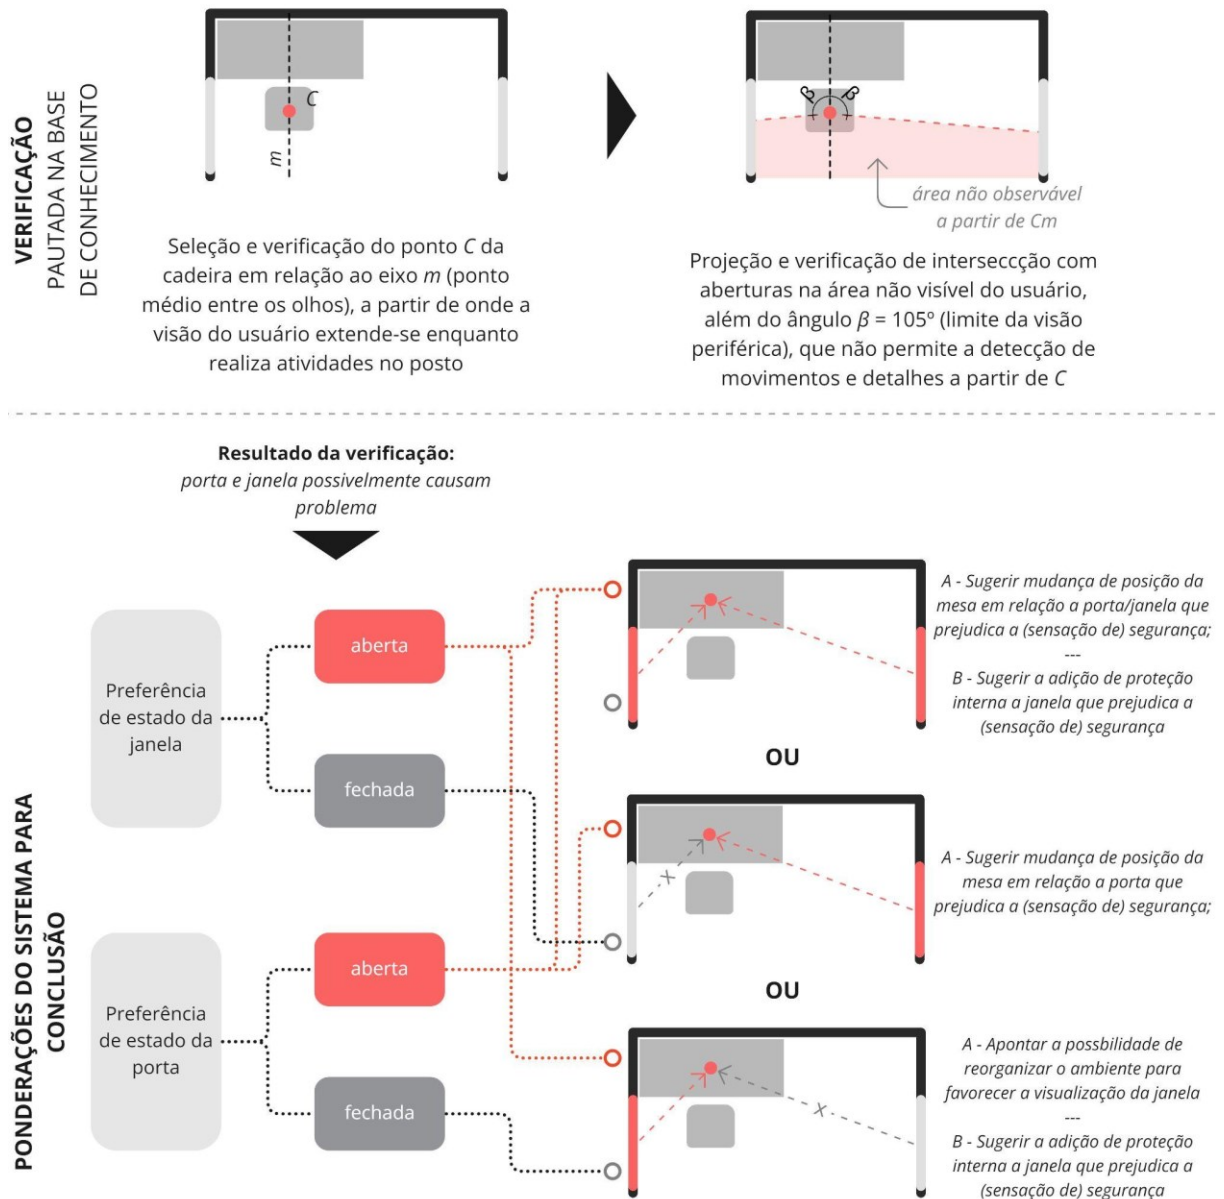 VERIFICAÇÃO
PAUTADA NA BASE
DE CONHECIMENTO
C
m
Seleção e verificação do ponto C da
cadeira em relação ao eixo m (ponto
médio entre os olhos), a partir de onde a
visão do usuário extende-se enquanto
realiza atividades no posto
β β
área não observável
a partir de Cm
Projeção e verificação de interseccção com
aberturas na área não visível do usuário,
além do ângulo β = 105º (limite da visão
periférica), que não permite a detecção de
movimentos e detalhes a partir de C
PONDERAÇÕES DO SISTEMA PARA
CONCLUSÃO
Resultado da verificação:
porta e janela possivelmente causam
problema
Preferência
de estado da
janela
aberta
fechada
Preferência
de estado da
porta
aberta
fechada
A - Sugerir mudança de posição da
mesa em relação a porta/janela que
prejudica a (sensação de) segurança;
---
B - Sugerir a adição de proteção
interna a janela que prejudica a
(sensação de) segurança
OU
X
A - Sugerir mudança de posição da
mesa em relação a porta que
prejudica a (sensação de) segurança;
OU
X
A - Apontar a possbilidade de
reorganizar o ambiente para
favorecer a visualização da janela
---
B - Sugerir a adição de proteção
interna a janela que prejudica a
(sensação de) segurança